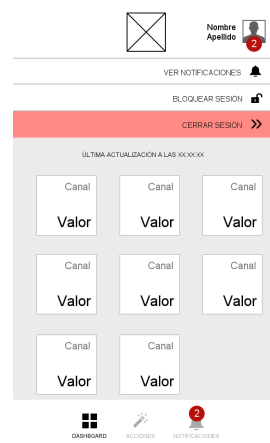 Nombre
Apellido
2
VER NOTIFICACIONES
BLOQUEAR SESIÓN
CERRAR SESIÓN
ÚLTIMA ACTUALIZACIÓN A LAS XX:XX:XX
Canal Canal Canal
Valor Valor Valor
Canal Canal Canal
Valor Valor Valor
Canal Canal
Valor Valor
2
DASHBOARD ACCIONES NOTIFICACIONES